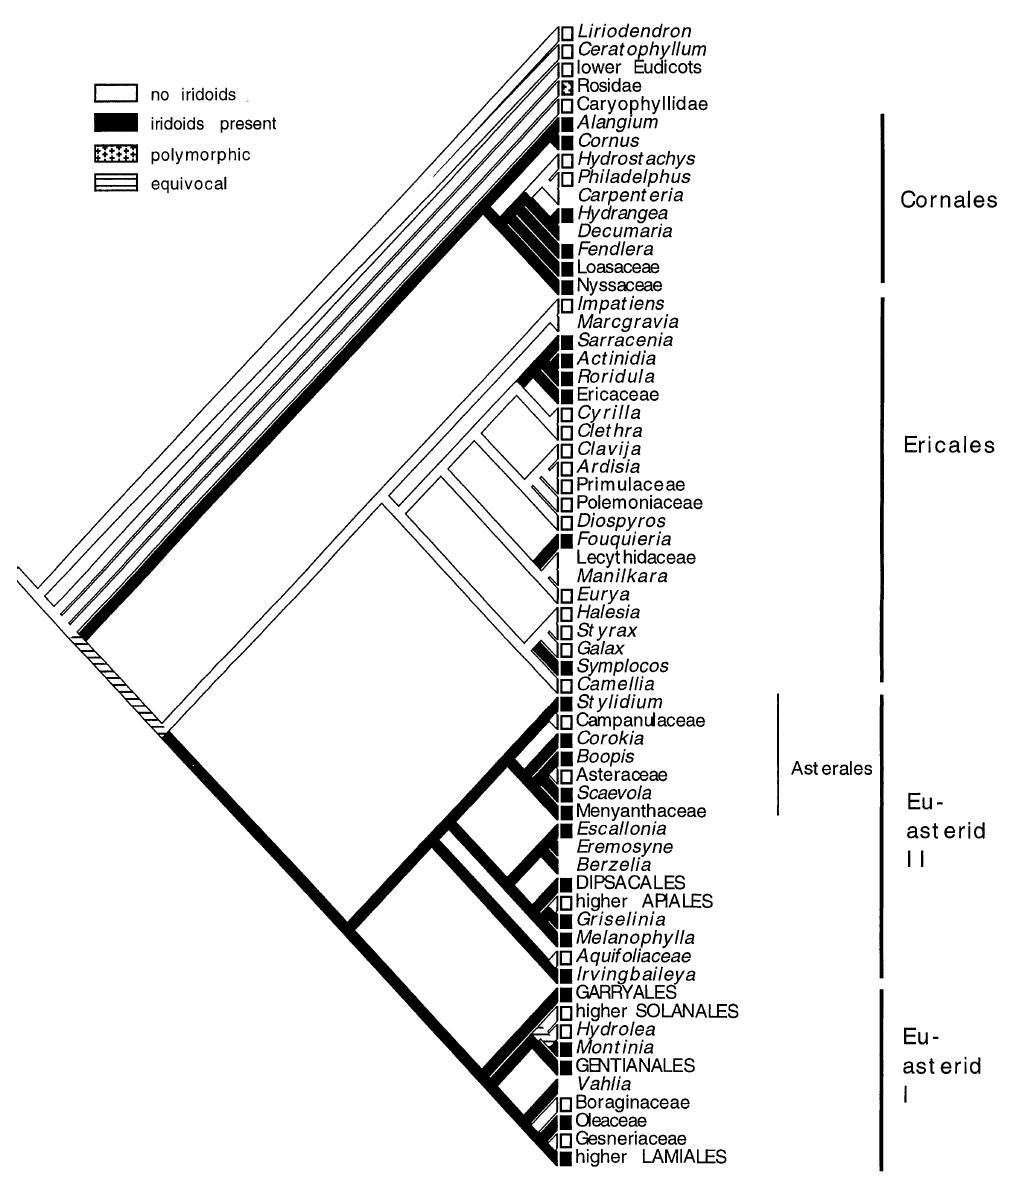 no iridoids
iridoids present
polymorphic
equivocal
Liriodendron
Ceratophyllum
lower Eudicots
Rosidae
Caryophyllidae
Alangium
Cornus
Hydrostachys
Philadelphus
Carpenteria
Hydrangea
Decumaria
Fendlera
Loasaceae
Nyssaceae
Impatiens
Marcgravia
Sarracenia
Actinidia
Roridula
Ericaceae
Cyrilla
Clethra
Clavija
Ardisia
Primulaceae
Polemoniaceae
Diospyros
Fouquieria
Lecythidaceae
Manilkara
Eurya
Halesia
Styrax
Galax
Symplocos
Camellia
Stylidium
Campanulaceae
Corokia
Boopis
Asteraceae
Scaevola
Menyanthaceae
Escallonia
Eremosyne
Berzelia
DIPSACALES
higher APIALES
Griselinia
Melanophylla
Aquifoliaceae
Irvingbaileya
GARRYALES
higher SOLANALES
Hydrolea
Montinia
GENTIANALES
Vahlia
Boraginaceae
Oleaceae
Gesneriaceae
higher LAMIALES
Cornales
Ericales
Asterales
Eu-
asterid
II
Eu-
asterid
I